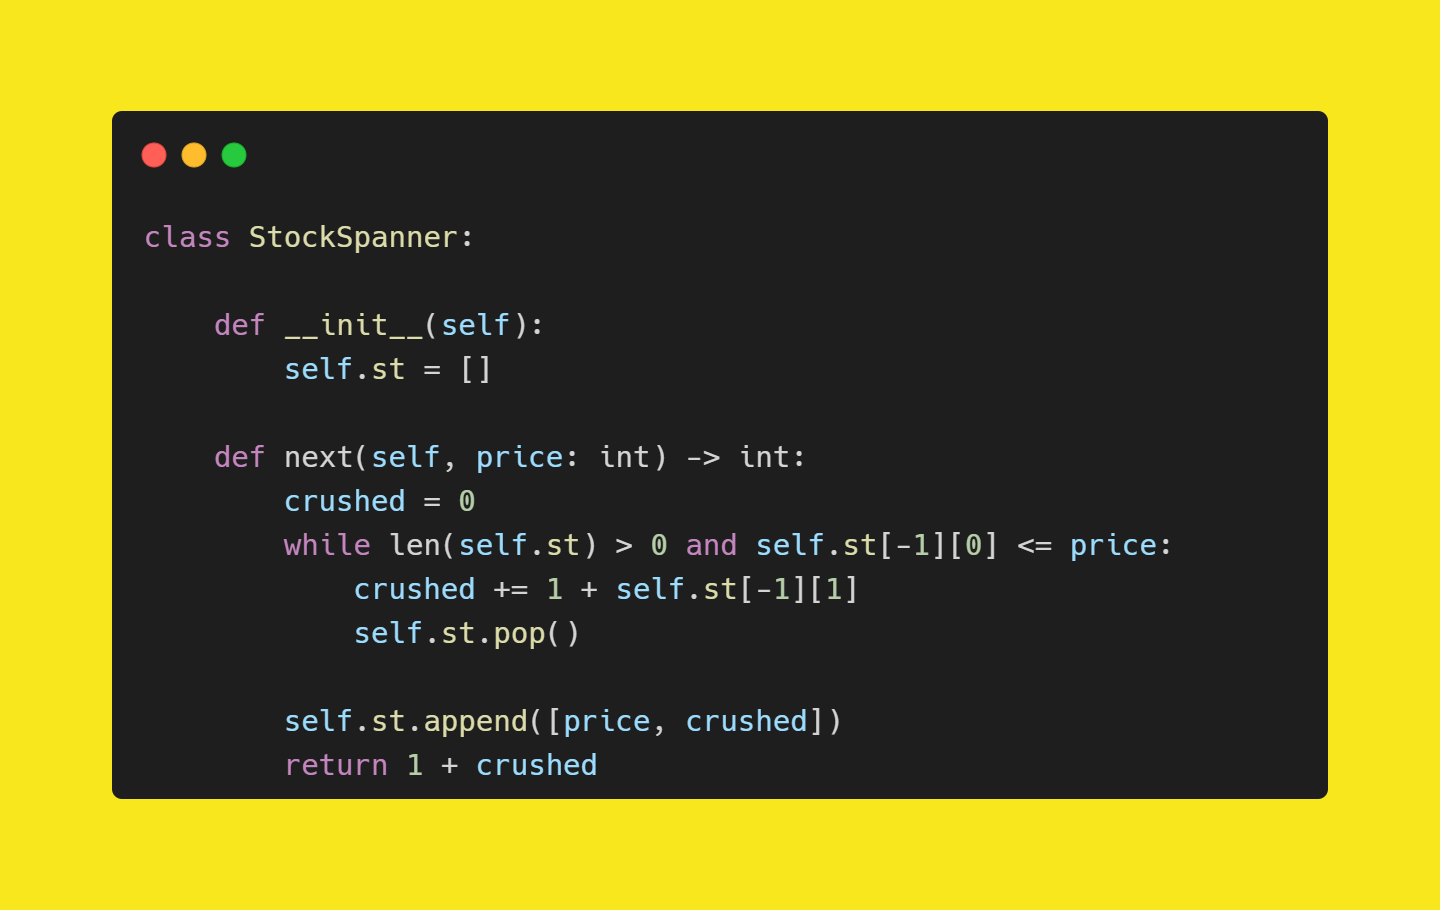 class StockSpanner:
    def __init__(self):
        self.st = []
    def next(self, price: int) -> int:
        crushed = 0
        while len(self.st) > 0 and self.st[-1][0] <= price:
            crushed += 1 + self.st[-1][1]
            self.st.pop()
        self.st.append([price, crushed])
        return 1 + crushed